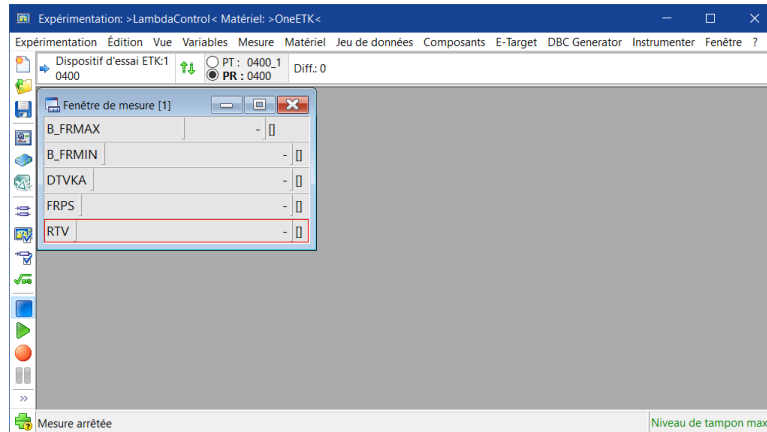 Expérimentation: >LambdaControl< Matériel: >OneETK<
Expérimentation Édition Vue Variables Mesure Matériel Jeu de données Composants E-Target DBC Generator Instrumenter Fenêtre ?
Dispositif d'essai ETK:1
0400
PT : 0400_1
PR : 0400
Diff.: 0
Fenêtre de mesure [1]
B_FRMAX - []
B_FRMIN - []
DTVKA - []
FRPS - []
RTV - []
>>
Mesure arrêtée
Niveau de tampon max